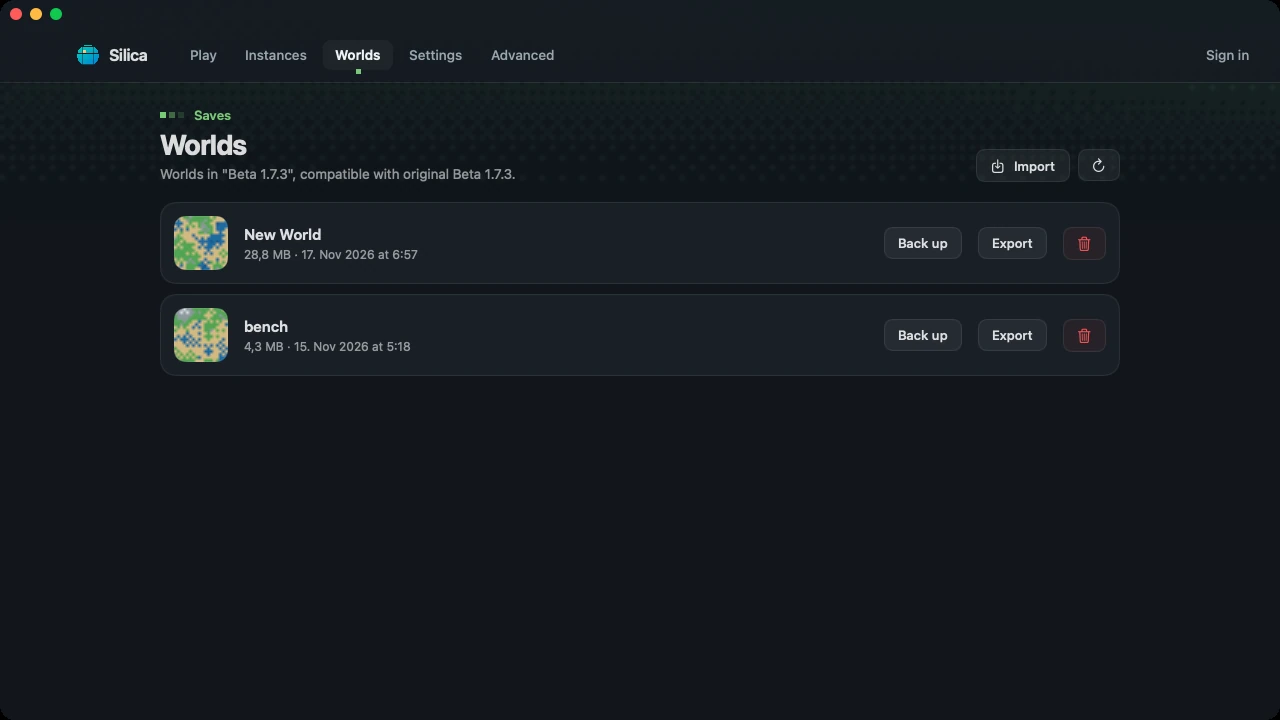 Silica
Play
Instances
Worlds
Settings
Advanced
Sign in
Saves
Worlds
Worlds in "Beta 1.7.3", compatible with original Beta 1.7.3.
Import
New World
28,8 MB · 17. Nov 2026 at 6:57
Back up
Export
bench
4,3 MB · 15. Nov 2026 at 5:18
Back up
Export